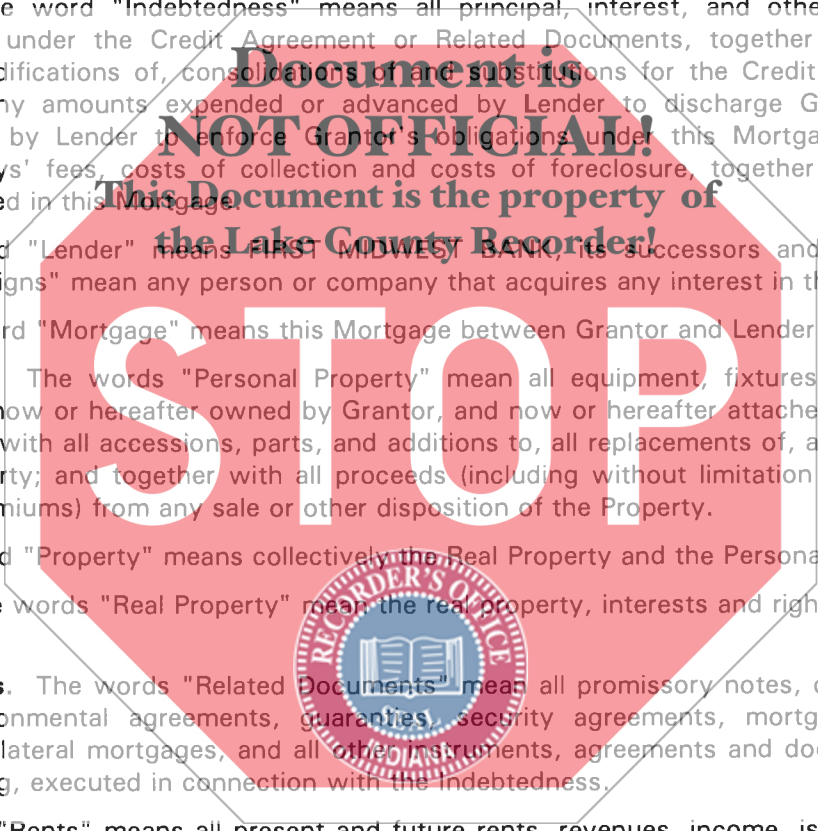 e word "Indebtedness" means all principal, interest, and othe
under the Credit Agreement or Related Documents, together
difications of, consolidations of and substitutions for the Credit
ny amounts expended or advanced by Lender to discharge G
by Lender to enforce Grantor's obligations under this Mortga
ys' fees, costs of collection and costs of foreclosure, together
ed in this Mortgage.
Document is
NOT OFFICIAL!
This Document is the property of
the Lake County Recorder!
d "Lender" means FIRST MIDWEST BANK, its successors and
igns" mean any person or company that acquires any interest in th
rd "Mortgage" means this Mortgage between Grantor and Lender
The words "Personal Property" mean all equipment, fixtures
now or hereafter owned by Grantor, and now or hereafter attache
with all accessions, parts, and additions to, all replacements of, a
rty; and together with all proceeds (including without limitation
miums) from any sale or other disposition of the Property.
STOP
d "Property" means collectively the Real Property and the Persona
e words "Real Property" mean the real property, interests and righ
s. The words "Related Documents" mean all promissory notes, c
onmental agreements, guaranties, security agreements, mortg
lateral mortgages, and all other instruments, agreements and doc
g, executed in connection with the Indebtedness.
RECORDER'S OFFICE
SEAL
INDIANA
"Rents" means all present and future rents, revenues, income, is